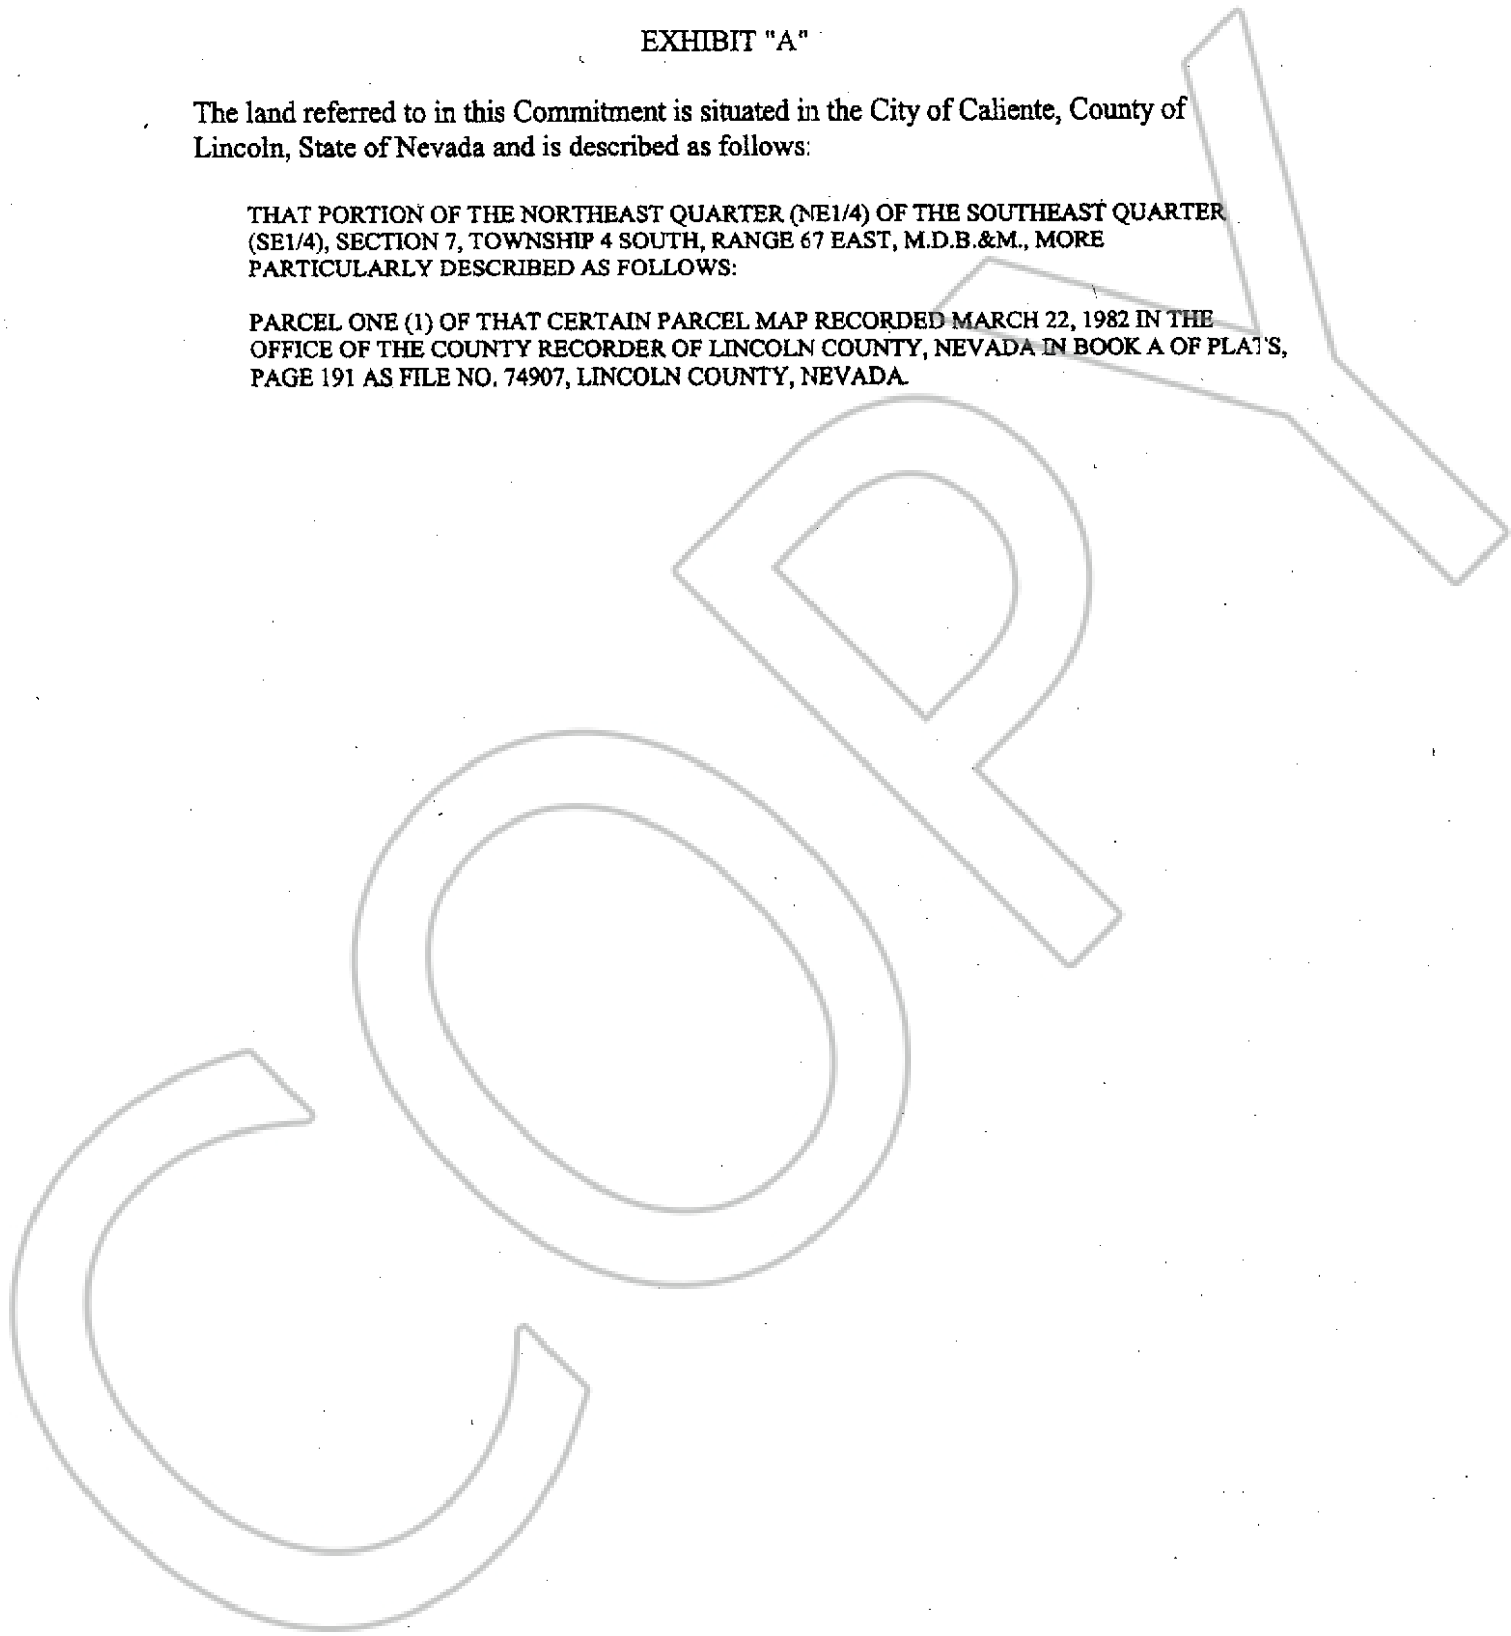 EXHIBIT "A"
The land referred to in this Commitment is situated in the City of Caliente, County of
Lincoln, State of Nevada and is described as follows:
THAT PORTION OF THE NORTHEAST QUARTER (NE1/4) OF THE SOUTHEAST QUARTER
(SE1/4), SECTION 7, TOWNSHIP 4 SOUTH, RANGE 67 EAST, M.D.B.&M., MORE
PARTICULARLY DESCRIBED AS FOLLOWS:
PARCEL ONE (1) OF THAT CERTAIN PARCEL MAP RECORDED MARCH 22, 1982 IN THE
OFFICE OF THE COUNTY RECORDER OF LINCOLN COUNTY, NEVADA IN BOOK A OF PLATS,
PAGE 191 AS FILE NO. 74907, LINCOLN COUNTY, NEVADA.
COPY